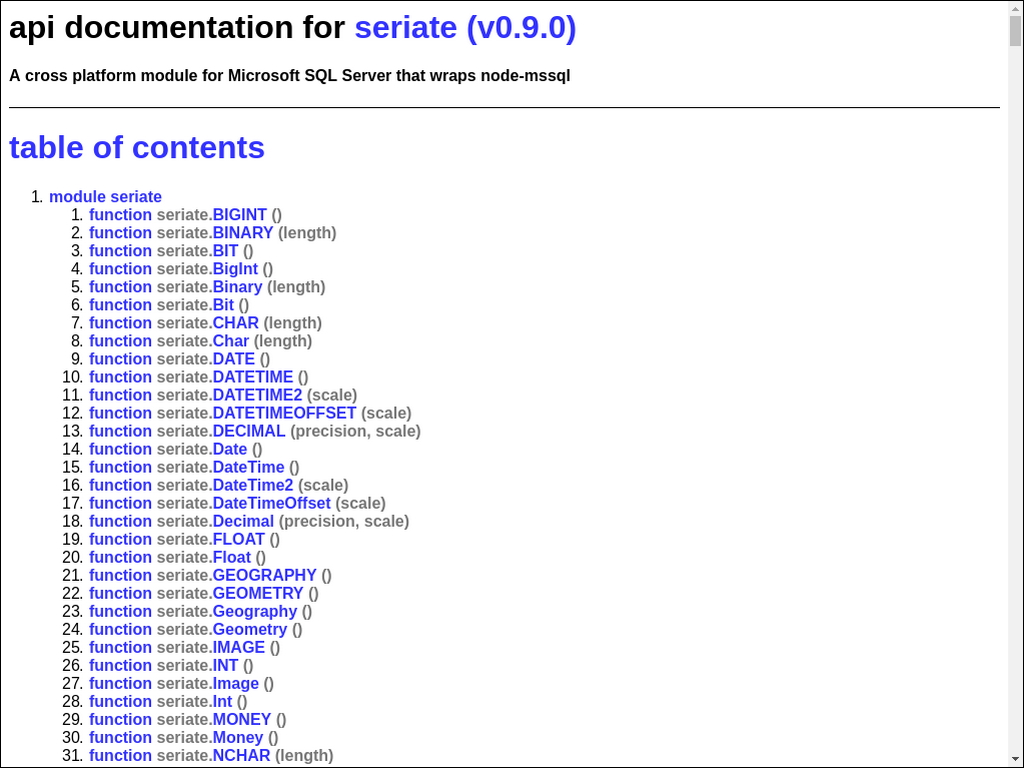 api documentation for seriate (v0.9.0)
A cross platform module for Microsoft SQL Server that wraps node-mssql
table of contents
1. module seriate
1. function seriate.BIGINT ()
2. function seriate.BINARY (length)
3. function seriate.BIT ()
4. function seriate.BigInt ()
5. function seriate.Binary (length)
6. function seriate.Bit ()
7. function seriate.CHAR (length)
8. function seriate.Char (length)
9. function seriate.DATE ()
10. function seriate.DATETIME ()
11. function seriate.DATETIME2 (scale)
12. function seriate.DATETIMEOFFSET (scale)
13. function seriate.DECIMAL (precision, scale)
14. function seriate.Date ()
15. function seriate.DateTime ()
16. function seriate.DateTime2 (scale)
17. function seriate.DateTimeOffset (scale)
18. function seriate.Decimal (precision, scale)
19. function seriate.FLOAT ()
20. function seriate.Float ()
21. function seriate.GEOGRAPHY ()
22. function seriate.GEOMETRY ()
23. function seriate.Geography ()
24. function seriate.Geometry ()
25. function seriate.IMAGE ()
26. function seriate.INT ()
27. function seriate.Image ()
28. function seriate.Int ()
29. function seriate.MONEY ()
30. function seriate.Money ()
31. function seriate.NCHAR (length)